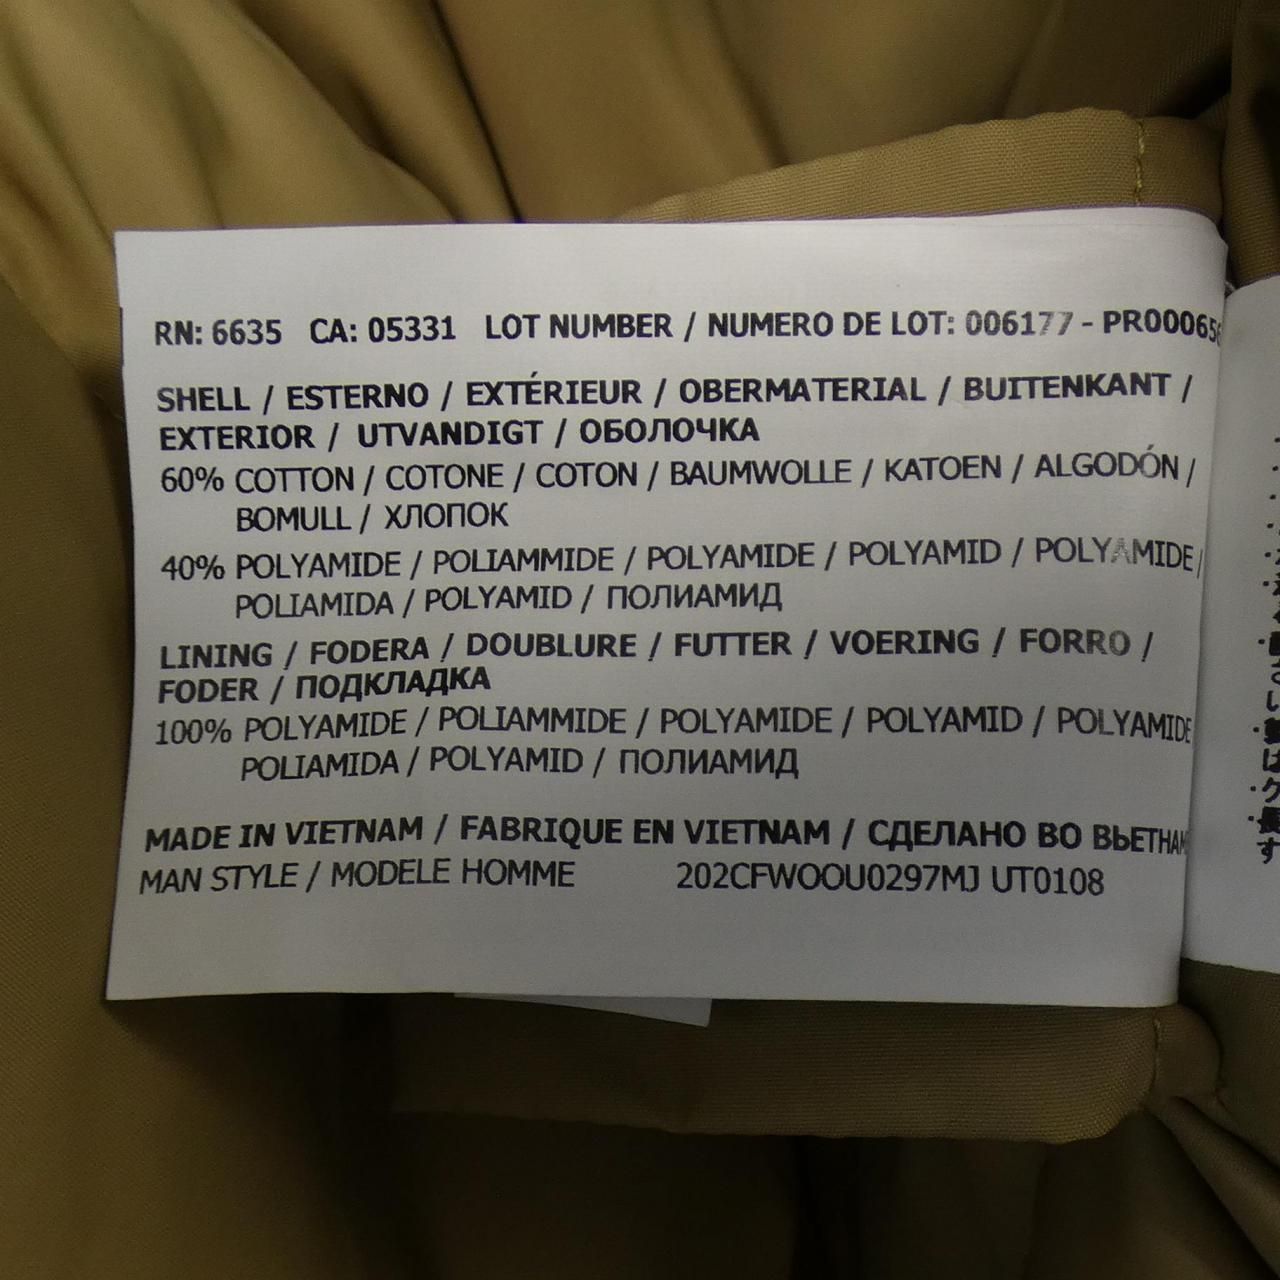 RN: 6635 CA: 05331 LOT NUMBER / NUMERO DE LOT: 006177 - PR000656
SHELL / ESTERNO / EXTÉRIEUR / OBERMATERIAL / BUITENKANT /
EXTERIOR / UTVANDIGT / ОБОЛОЧКА
60% COTTON / COTONE / COTON / BAUMWOLLE / KATOEN / ALGODÓN /
BOMULL / ХЛОПОК
40% POLYAMIDE / POLIAMMIDE / POLYAMIDE / POLYAMID / POLYAMIDE /
POLIAMIDA / POLYAMID / ПОЛИАМИД
LINING / FODERA / DOUBLURE / FUTTER / VOERING / FORRO /
FODER / ПОДКЛАДКА
100% POLYAMIDE / POLIAMMIDE / POLYAMIDE / POLYAMID / POLYAMIDE
POLIAMIDA / POLYAMID / ПОЛИАМИД
MADE IN VIETNAM / FABRIQUE EN VIETNAM / СДЕЛАНО ВО ВЬЕТНАМ
MAN STYLE / MODELE HOMME 202CFWOOU0297MJ UT0108